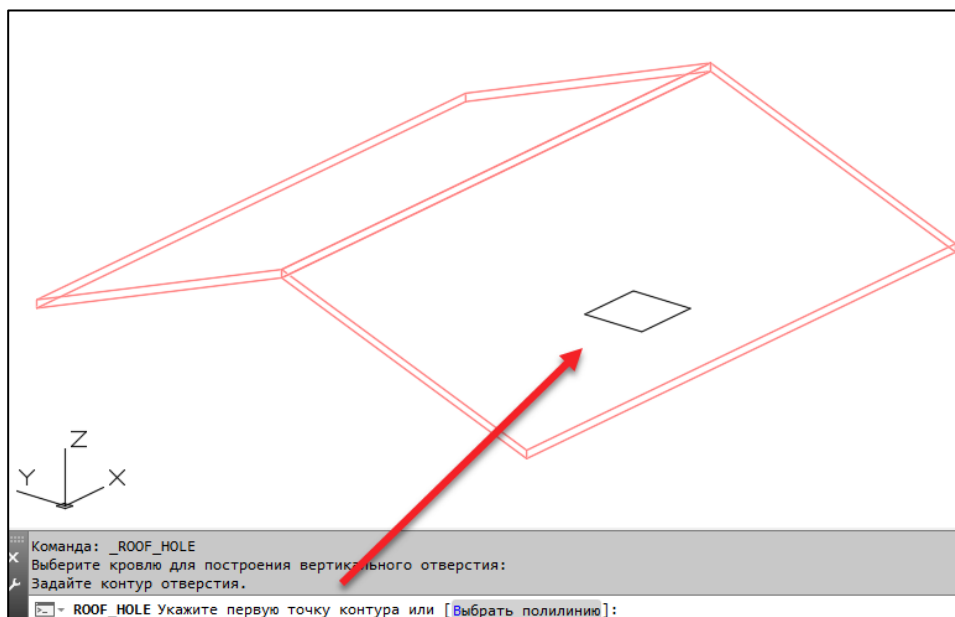 Z
Y
X
Команда: _ROOF_HOLE
Выберите кровлю для построения вертикального отверстия:
Задайте контур отверстия.
ROOF_HOLE Укажите первую точку контура или [Выбрать полилинию]: